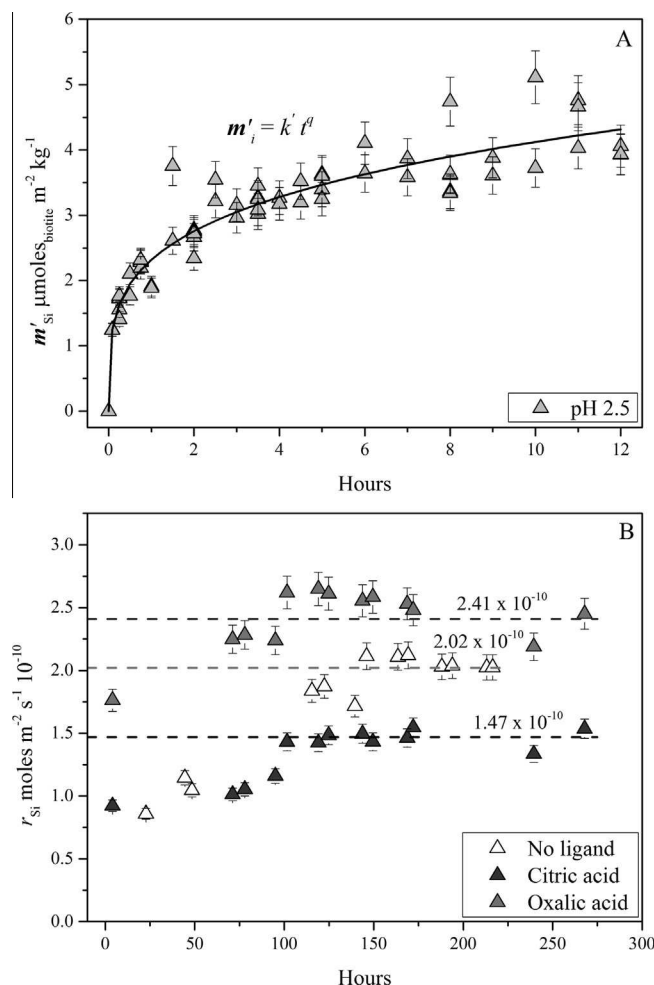 A
6
5
4
3
2
1
0
m'Si μmoles biotite m-2 kg-1
m'i = k' t^q
pH 2.5
0 2 4 6 8 10 12
Hours
B
3.0
2.5
2.0
1.5
1.0
0.5
0.0
rSi moles m-2 s-1 10-10
2.41 x 10-10
2.02 x 10-10
1.47 x 10-10
No ligand
Citric acid
Oxalic acid
0 50 100 150 200 250 300
Hours